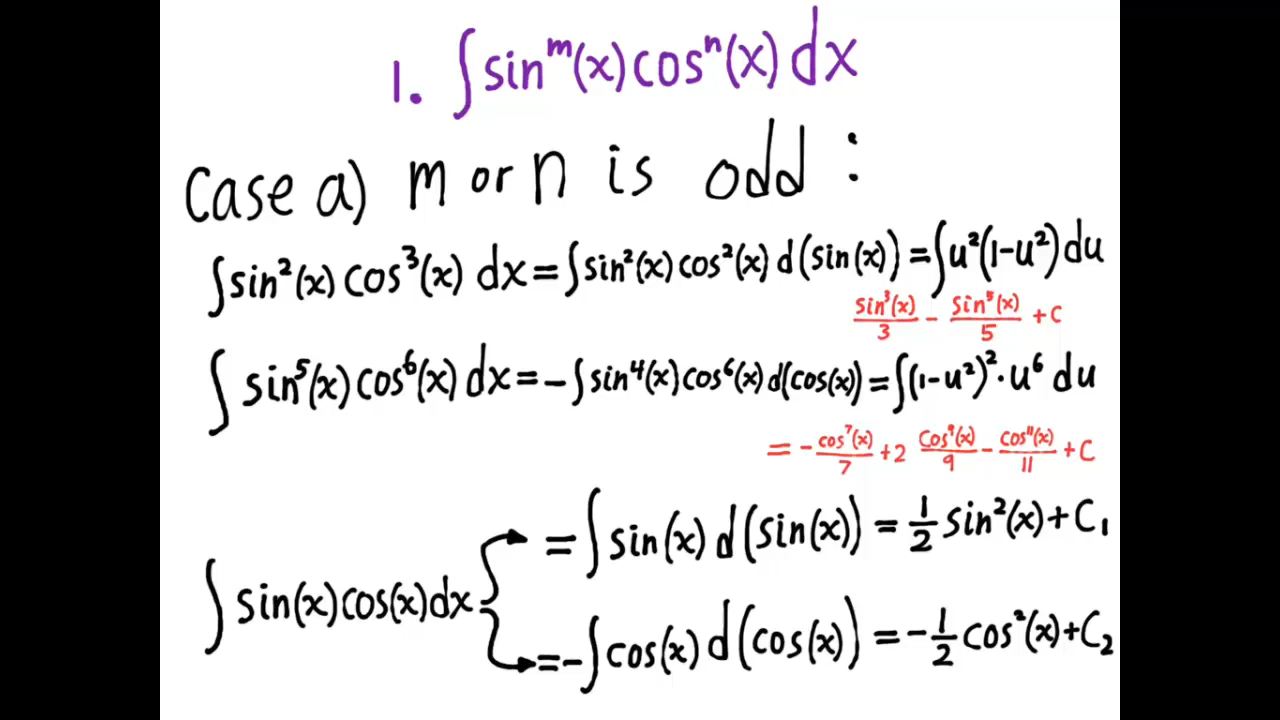 1. ∫sin^m(x)cos^n(x)dx
Case a) m or n is odd :
∫sin²(x) cos³(x) dx = ∫sin²(x) cos²(x) d(sin(x)) = ∫u²(1-u²)du
sin³(x)/3 - sin⁵(x)/5 + C
∫sin⁵(x)cos⁶(x)dx = -∫sin⁴(x)cos⁶(x)d(cos(x)) = ∫(1-u²)²·u⁶ du
= - cos⁷(x)/7 + 2 cos⁹(x)/9 - cos¹¹(x)/11 + C
= ∫sin(x) d(sin(x)) = 1/2 sin²(x) + C₁
∫sin(x)cos(x)dx
= -∫cos(x) d(cos(x)) = -1/2 cos²(x) + C₂